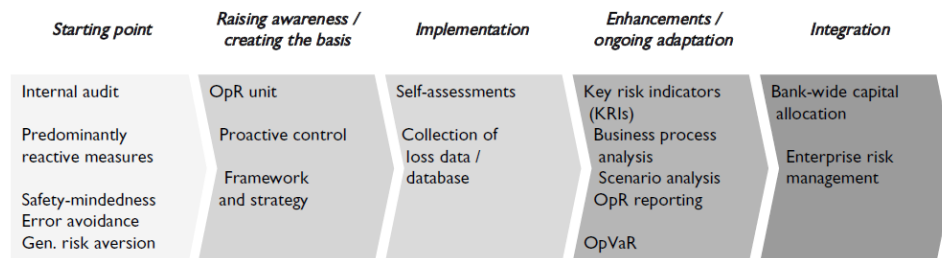 Starting point
Raising awareness /
creating the basis
Implementation
Enhancements /
ongoing adaptation
Integration
Internal audit
Predominantly
reactive measures
Safety-mindedness
Error avoidance
Gen. risk aversion
OpR unit
Proactive control
Framework
and strategy
Self-assessments
Collection of
loss data /
database
Key risk indicators
(KRIs)
Business process
analysis
Scenario analysis
OpR reporting
OpVaR
Bank-wide capital
allocation
Enterprise risk
management